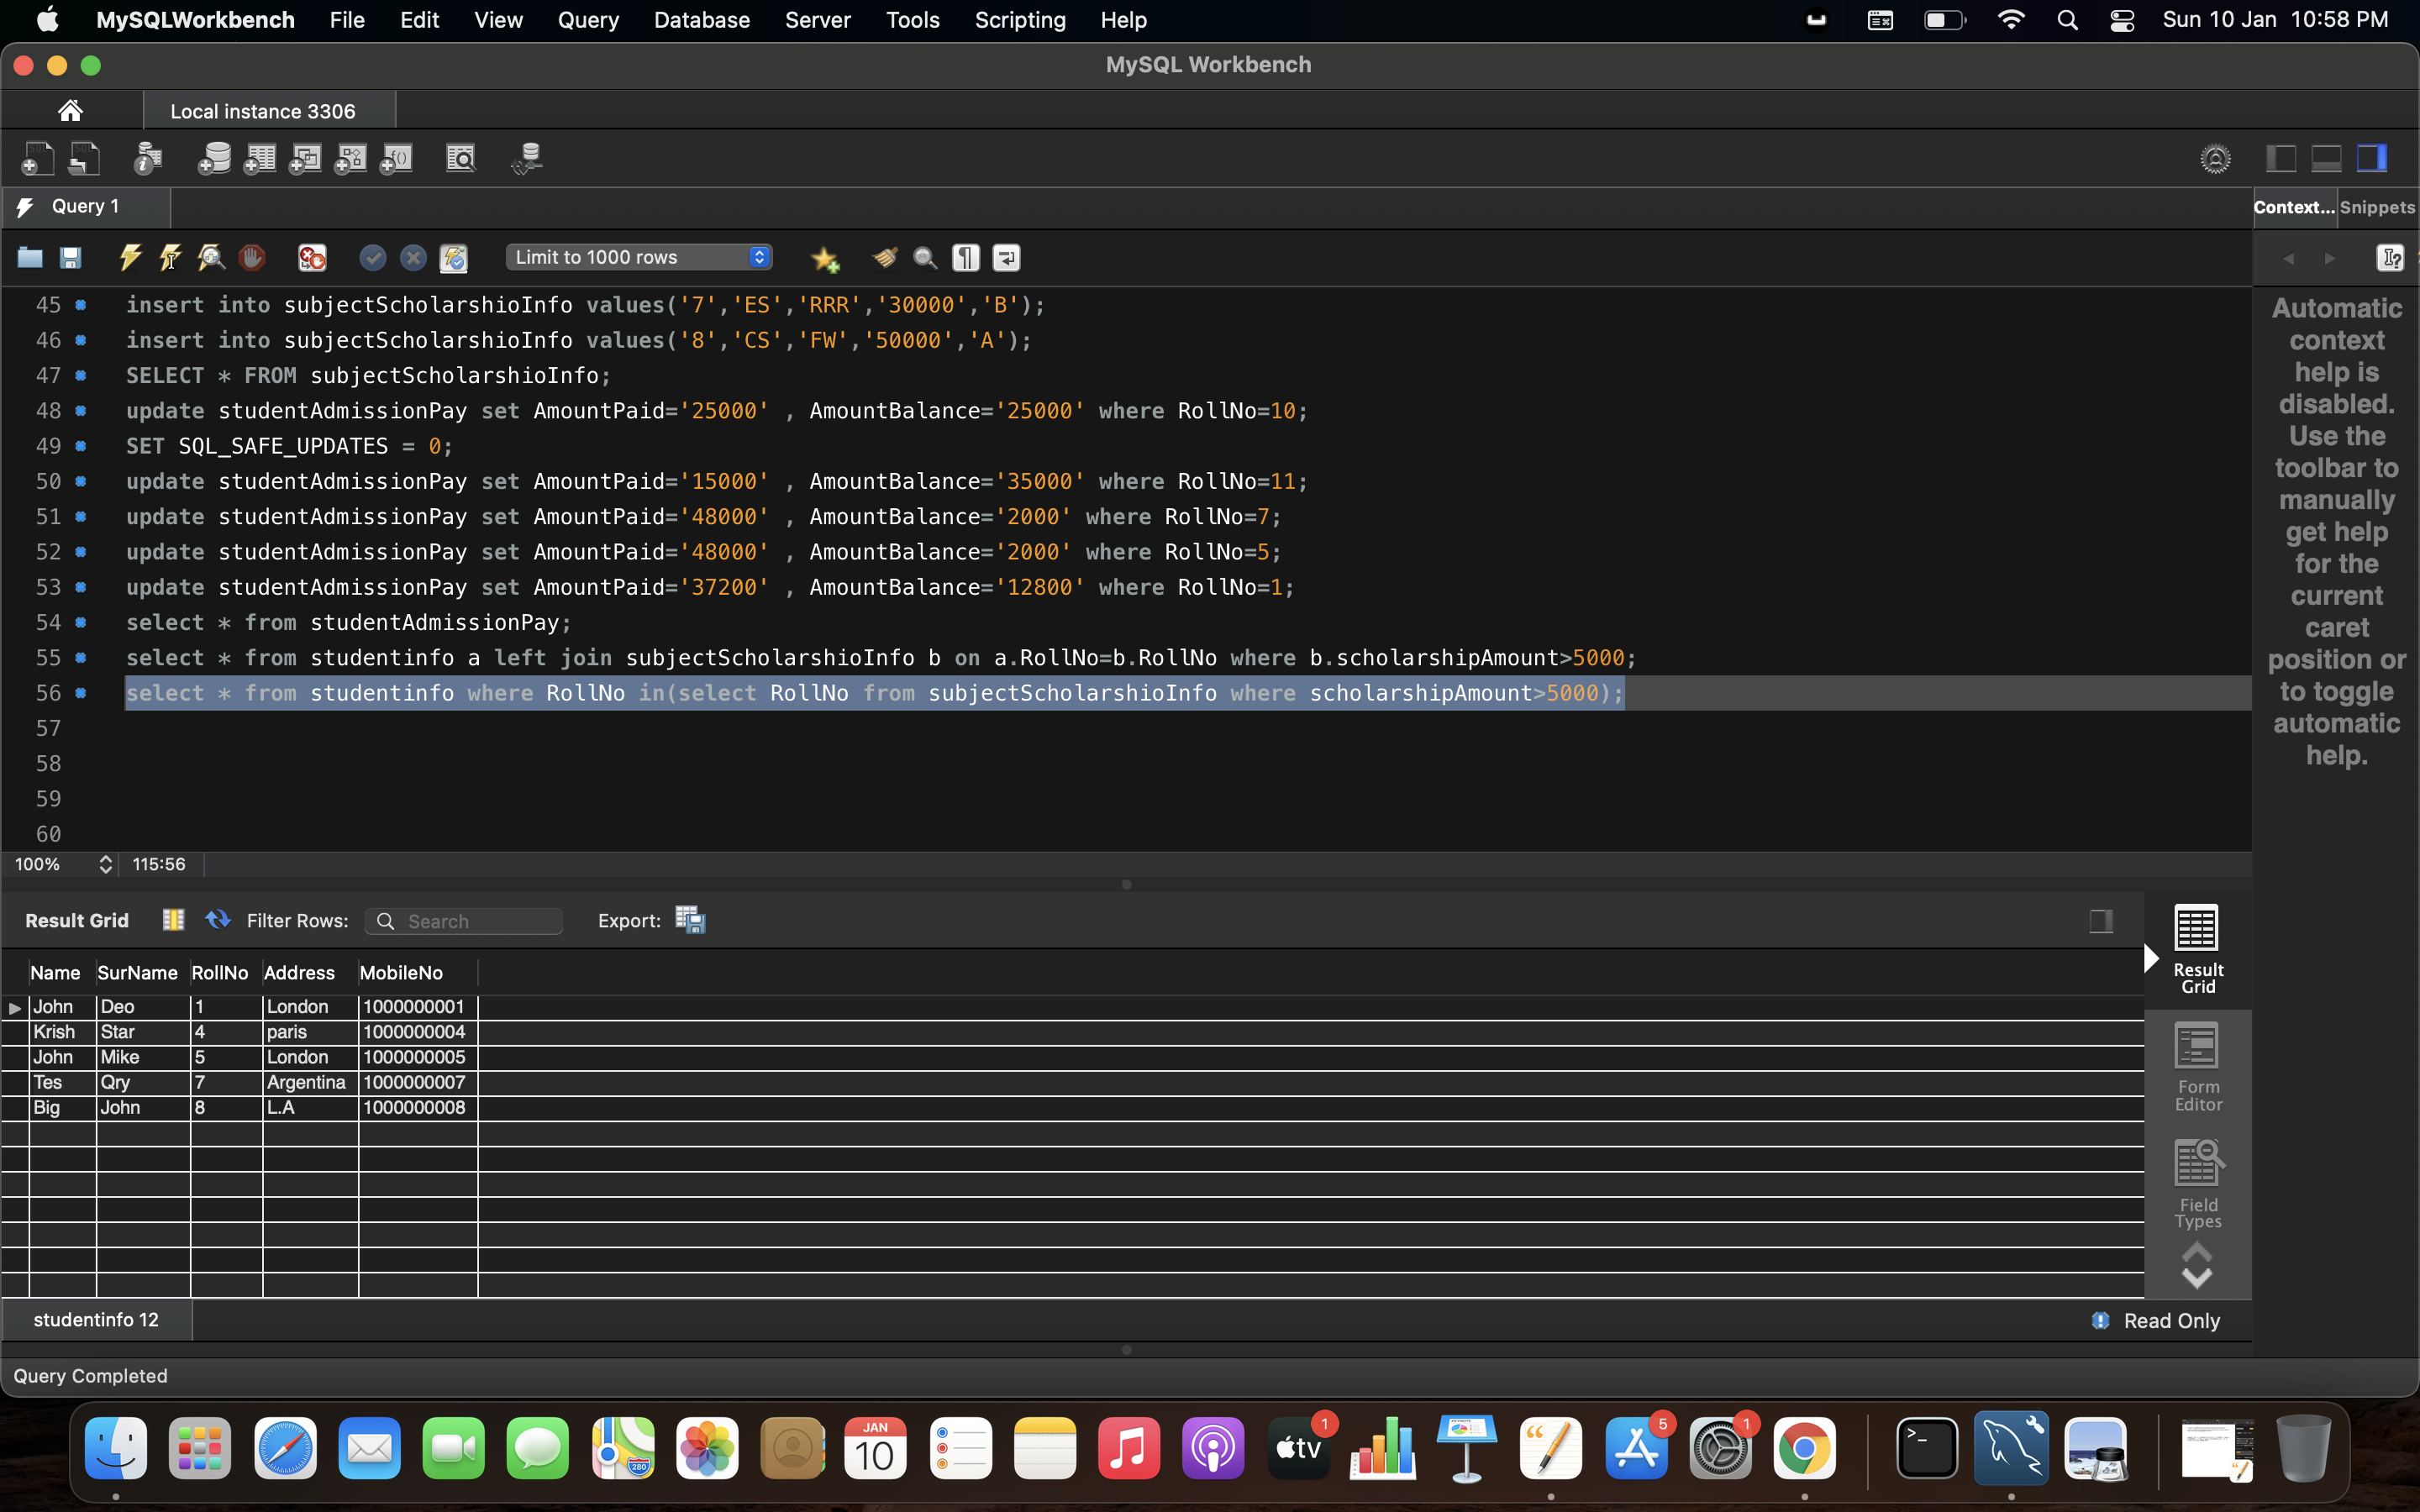 MySQLWorkbench File Edit View Query Database Server Tools Scripting Help Sun 10 Jan 10:58 PM
MySQL Workbench
Local instance 3306
Query 1
Context... Snippets
Limit to 1000 rows
45 insert into subjectScholarshioInfo values('7','ES','RRR','30000','B');
46 insert into subjectScholarshioInfo values('8','CS','FW','50000','A');
47 SELECT * FROM subjectScholarshioInfo;
48 update studentAdmissionPay set AmountPaid='25000' , AmountBalance='25000' where RollNo=10;
49 SET SQL_SAFE_UPDATES = 0;
50 update studentAdmissionPay set AmountPaid='15000' , AmountBalance='35000' where RollNo=11;
51 update studentAdmissionPay set AmountPaid='48000' , AmountBalance='2000' where RollNo=7;
52 update studentAdmissionPay set AmountPaid='48000' , AmountBalance='2000' where RollNo=5;
53 update studentAdmissionPay set AmountPaid='37200' , AmountBalance='12800' where RollNo=1;
54 select * from studentAdmissionPay;
55 select * from studentinfo a left join subjectScholarshioInfo b on a.RollNo=b.RollNo where b.scholarshipAmount>5000;
56 select * from studentinfo where RollNo in(select RollNo from subjectScholarshioInfo where scholarshipAmount>5000);
57
58
59
60
Automatic
context
help is
disabled.
Use the
toolbar to
manually
get help
for the
current
caret
position or
to toggle
automatic
help.
100% 115:56
Result Grid Filter Rows: Search Export:
Name SurName RollNo Address MobileNo
John Deo 1 London 1000000001
Krish Star 4 paris 1000000004
John Mike 5 London 1000000005
Tes Qry 7 Argentina 1000000007
Big John 8 L.A 1000000008
Result
Grid
Form
Editor
Field
Types
studentinfo 12 Read Only
Query Completed
280
JAN
10
tv
1
5
1